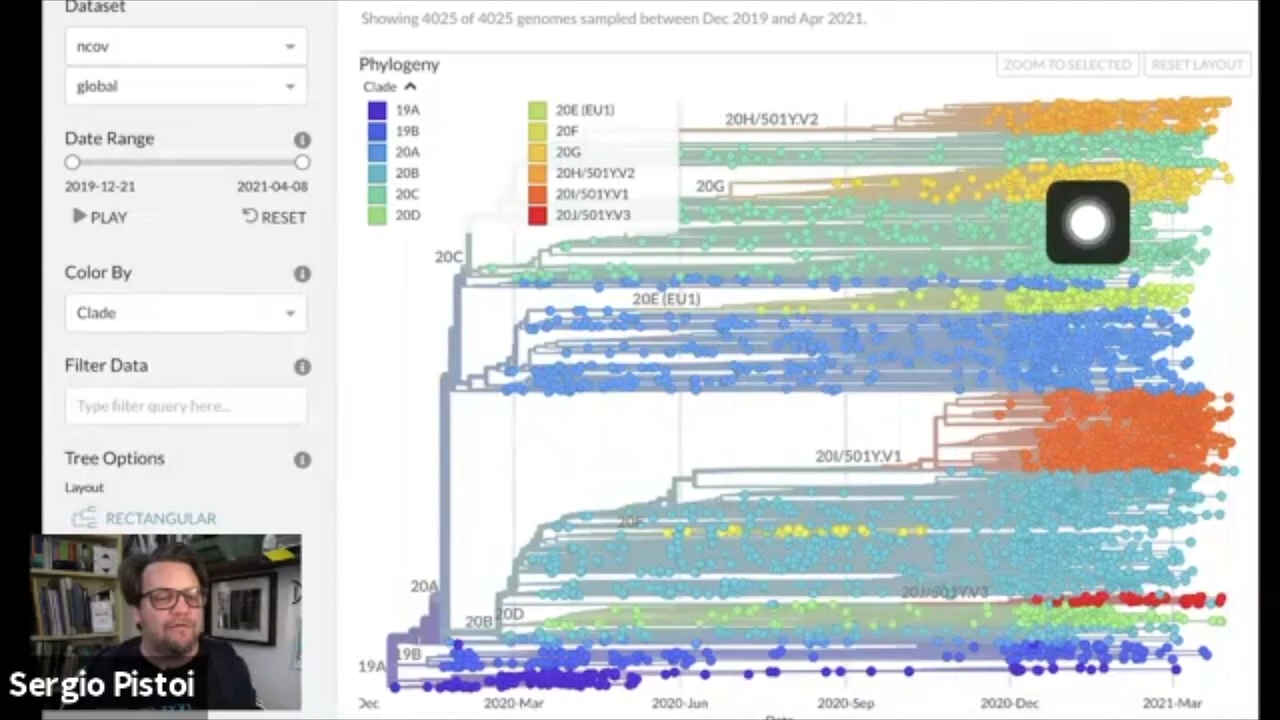 Dataset
ncov
global
Date Range
2019-12-21 2021-04-08
PLAY RESET
Color By
Clade
Filter Data
Type filter query here...
Tree Options
Layout
RECTANGULAR
Sergio Pistoi
Showing 4025 of 4025 genomes sampled between Dec 2019 and Apr 2021.
Phylogeny
ZOOM TO SELECTED RESET LAYOUT
Clade
19A 20E (EU1)
19B 20F
20A 20G
20B 20H/501Y.V2
20C 20I/501Y.V1
20D 20J/501Y.V3
20H/501Y.V2
20G
20C
20E (EU1)
20I/501Y.V1
20F
20A
20J/501Y.V3
20D
20B
19B
19A
Dec 2020-Mar 2020-Jun 2020-Sep 2020-Dec 2021-Mar